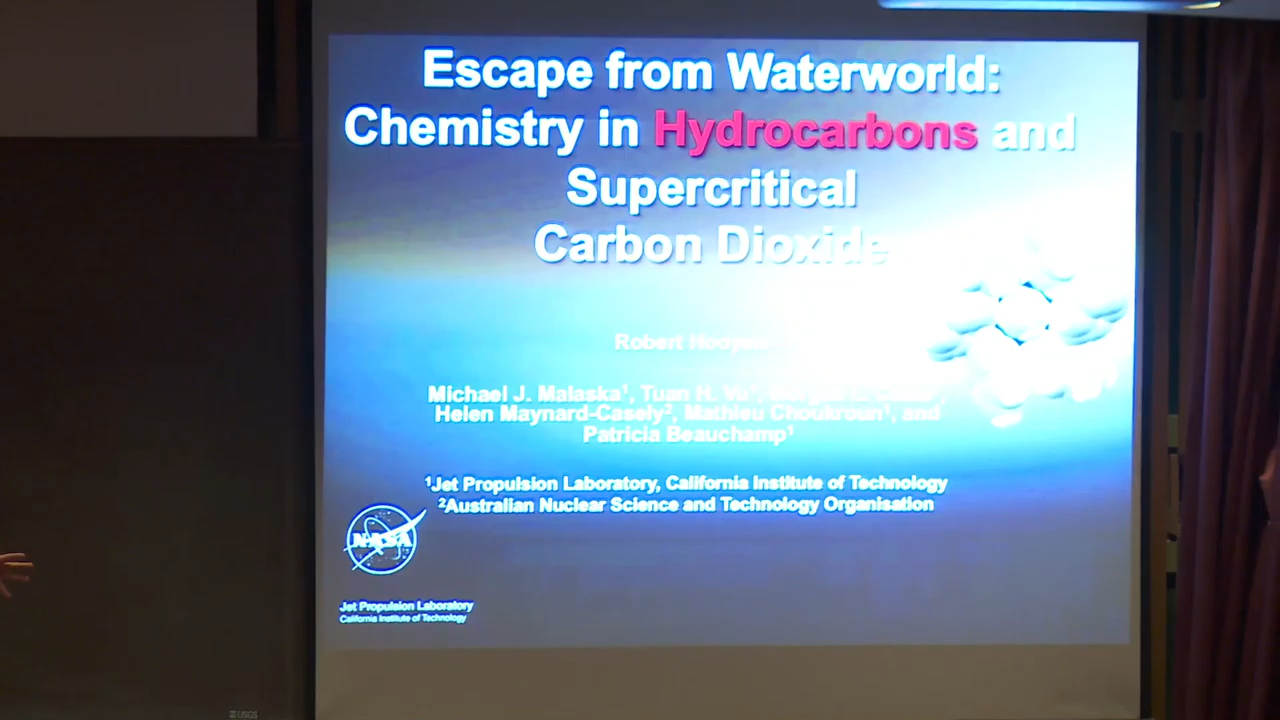 Escape from Waterworld:
Chemistry in Hydrocarbons and
Supercritical
Carbon Dioxide
Robert
Michael J. Malaska¹, Tuan H. Vu¹,
Helen Maynard-Casely², Mathieu Choukroun¹, and
Patricia Beauchamp¹
¹Jet Propulsion Laboratory, California Institute of Technology
²Australian Nuclear Science and Technology Organisation
NASA
Jet Propulsion Laboratory
California Institute of Technology
USGS